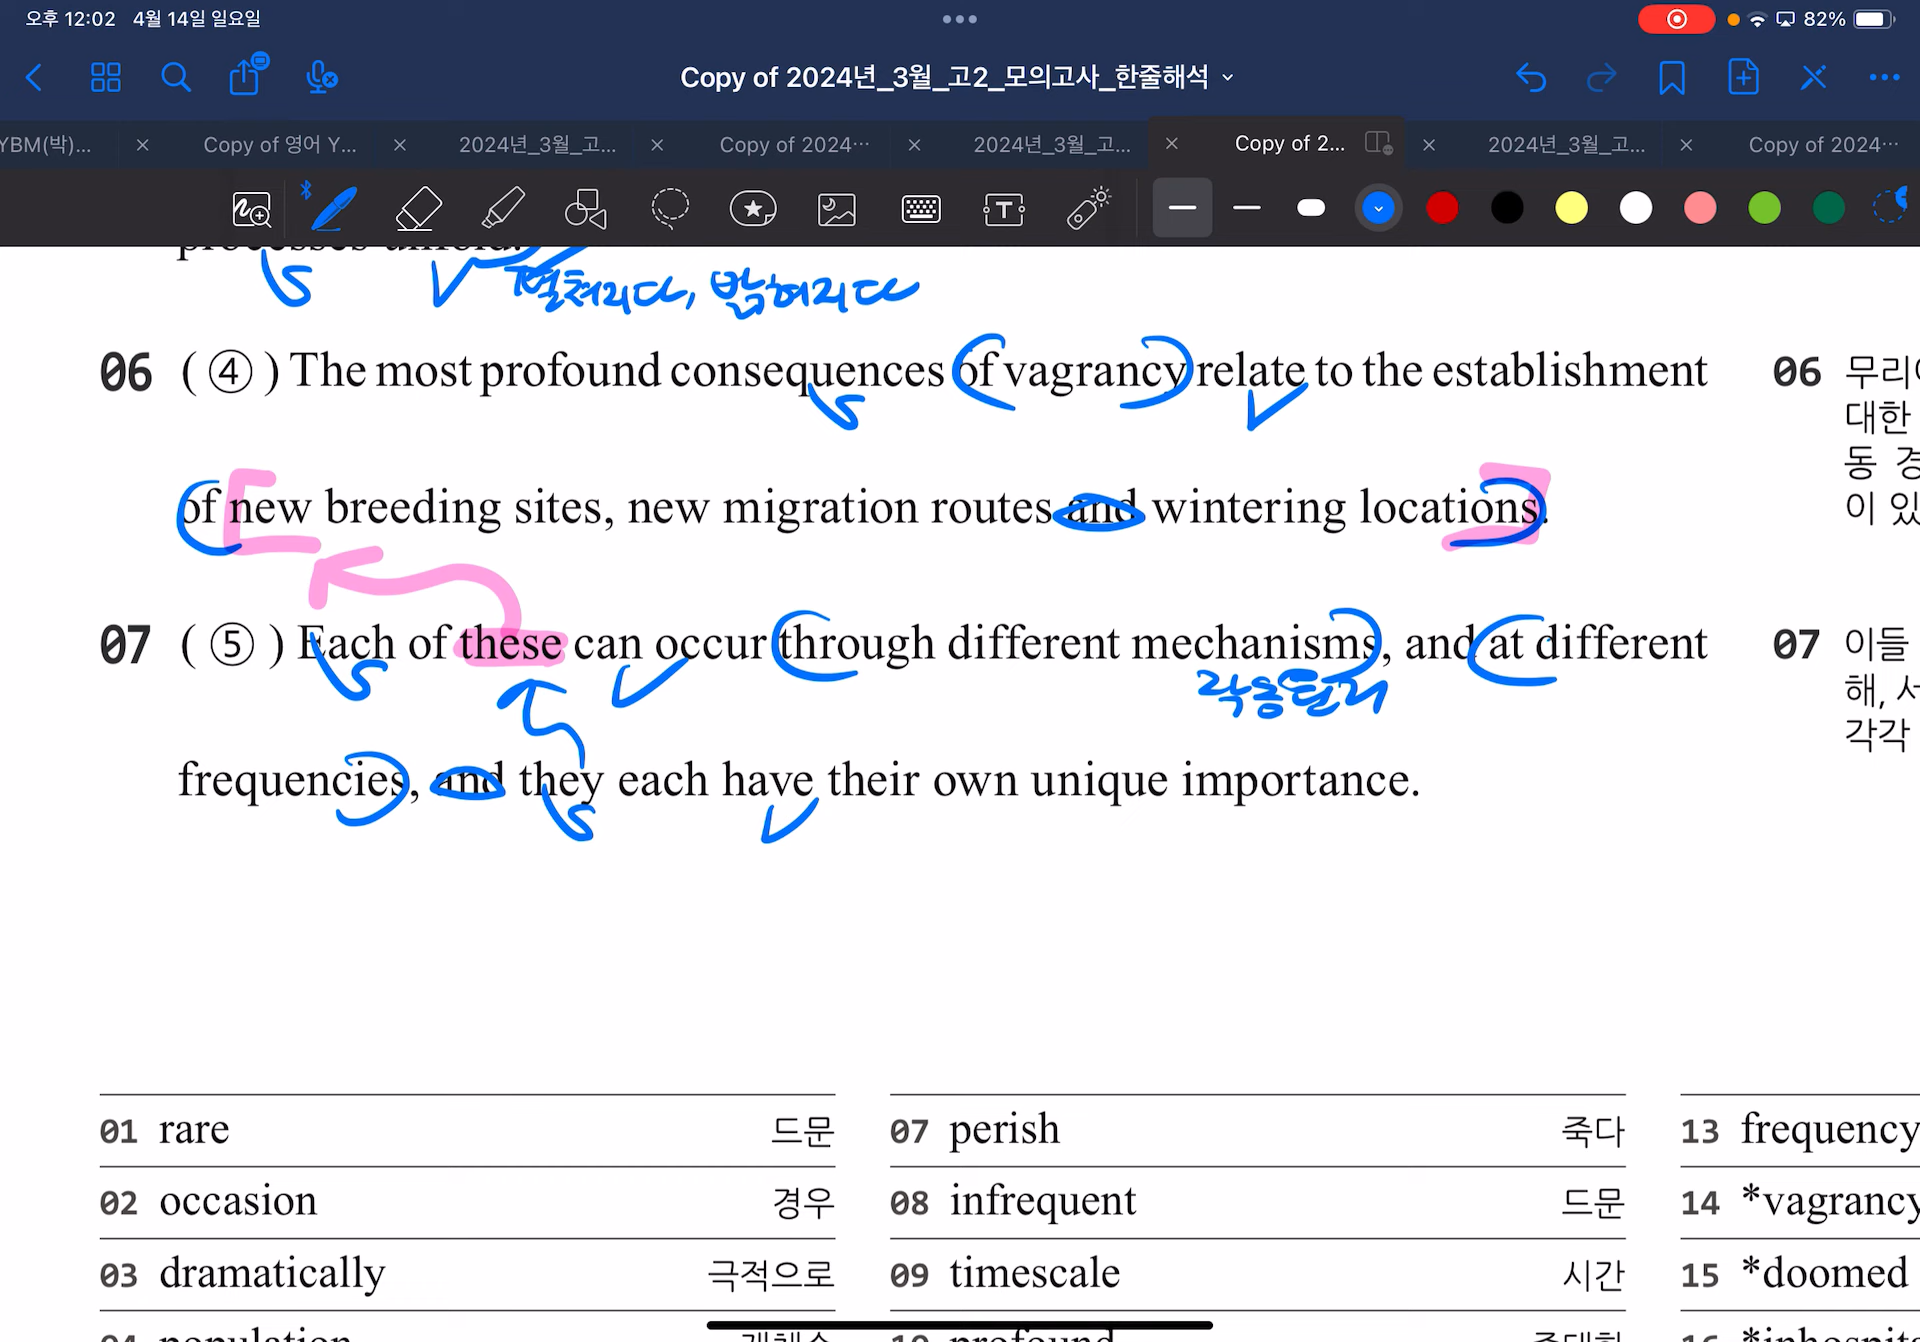 오후 12:02 4월 14일 일요일
82%
Copy of 2024년_3월_고2_모의고사_한줄해석
YBM(박)...
Copy of 영어 Y...
2024년_3월_고...
Copy of 2024...
2024년_3월_고...
Copy of 2...
2024년_3월_고...
Copy of 2024...
processes unfold.
펼쳐지다, 밝혀지다
06 ( ④ ) The most profound consequences of vagrancy relate to the establishment
of new breeding sites, new migration routes and wintering locations.
07 ( ⑤ ) Each of these can occur through different mechanisms, and at different
작동원리
frequencies, and they each have their own unique importance.
S
V
S
V
S
V
S
V
06 무리
대한
동 경
이 있
07 이들
해, 서
각각
01 rare 드문
02 occasion 경우
03 dramatically 극적으로
07 perish 죽다
08 infrequent 드문
09 timescale 시간
13 frequency
14 *vagrancy
15 *doomed